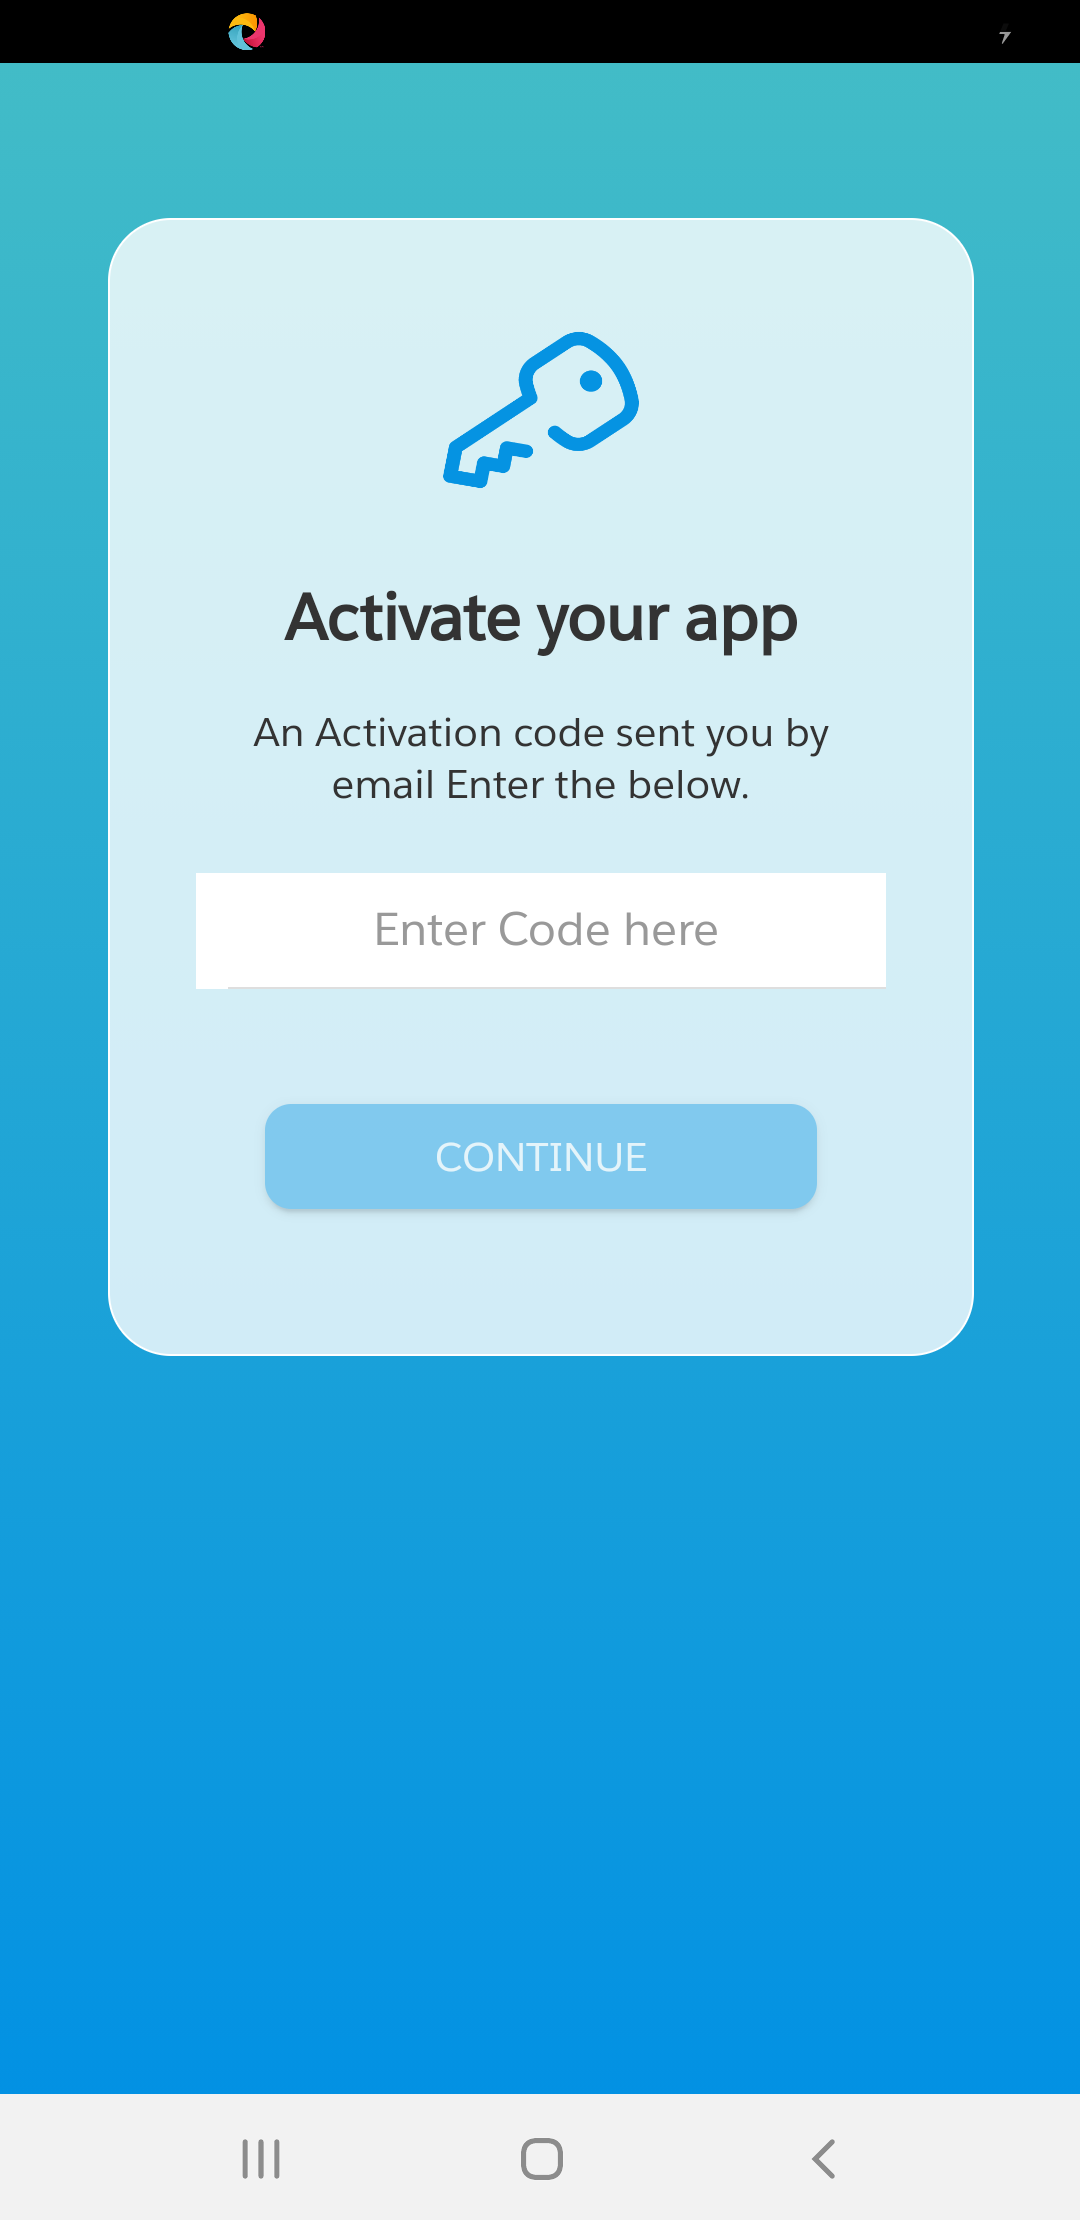 Activate your app
An Activation code sent you by
email Enter the below.
Enter Code here
CONTINUE